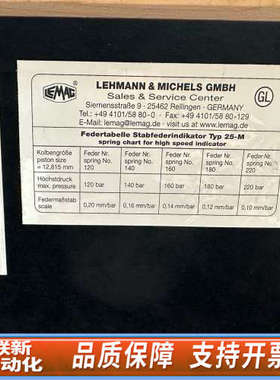 LEMAG
LEHMANN & MICHELS GMBH
Sales & Service Center
Siemensstraße 9 - 25462 Rellingen - GERMANY
Tel.: +49 4101/58 80-0 · Fax +49 4101/58 80-129
E-Mail: lemag@lemag.de - visit us at www.lemag.de
GL
Federtabelle Stabfederindikator Typ 25-M
spring chart for high speed indicator
Kolbengröße piston size = 12,815 mm
Feder Nr. spring No. 120
Feder Nr. spring No. 140
Feder Nr. spring No. 160
Feder Nr. spring No. 180
Feder Nr. spring No. 220
Höchstdruck max. pressure
120 bar
140 bar
160 bar
180 bar
220 bar
Federmaßstab scale
0,20 mm/bar
0,16 mm/bar
0,14 mm/bar
0,12 mm/bar
0,10 mm/bar
品质保障 支持开票
动化